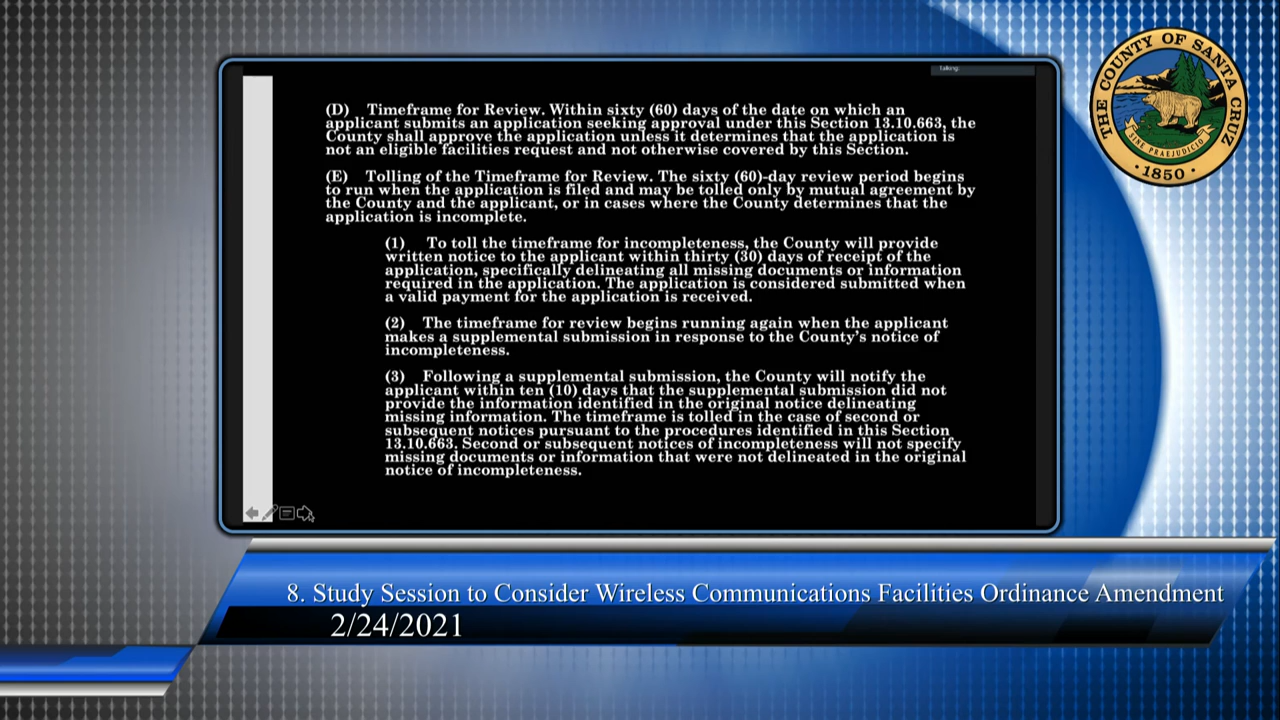 Talking:
THE COUNTY OF SANTA CRUZ
SINE PRAEJUDICIO
• 1850 •
(D) Timeframe for Review. Within sixty (60) days of the date on which an
applicant submits an application seeking approval under this Section 13.10.663, the
County shall approve the application unless it determines that the application is
not an eligible facilities request and not otherwise covered by this Section.
(E) Tolling of the Timeframe for Review. The sixty (60)-day review period begins
to run when the application is filed and may be tolled only by mutual agreement by
the County and the applicant, or in cases where the County determines that the
application is incomplete.
(1) To toll the timeframe for incompleteness, the County will provide
written notice to the applicant within thirty (30) days of receipt of the
application, specifically delineating all missing documents or information
required in the application. The application is considered submitted when
a valid payment for the application is received.
(2) The timeframe for review begins running again when the applicant
makes a supplemental submission in response to the County's notice of
incompleteness.
(3) Following a supplemental submission, the County will notify the
applicant within ten (10) days that the supplemental submission did not
provide the information identified in the original notice delineating
missing information. The timeframe is tolled in the case of second or
subsequent notices pursuant to the procedures identified in this Section
13.10.663. Second or subsequent notices of incompleteness will not specify
missing documents or information that were not delineated in the original
notice of incompleteness.
8. Study Session to Consider Wireless Communications Facilities Ordinance Amendment
2/24/2021